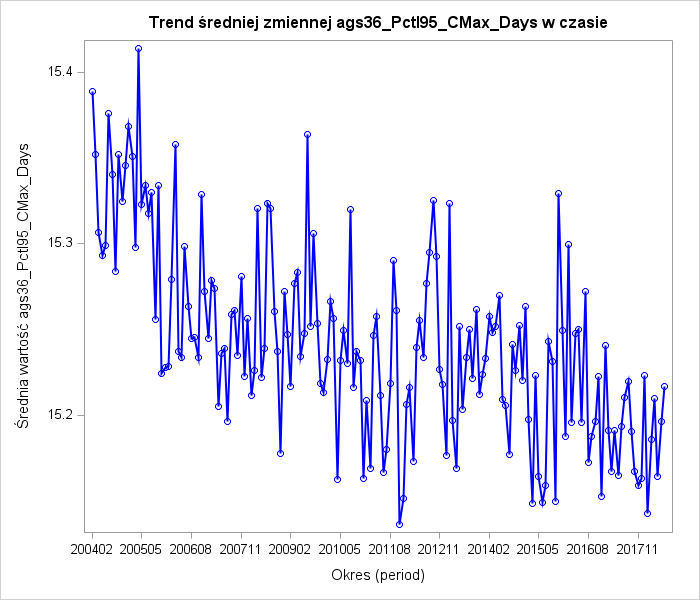 Trend średniej zmiennej ags36_Pctl95_CMax_Days w czasie
Średnia wartość ags36_Pctl95_CMax_Days
15.4
15.3
15.2
200402 200505 200608 200711 200902 201005 201108 201211 201402 201505 201608 201711
Okres (period)